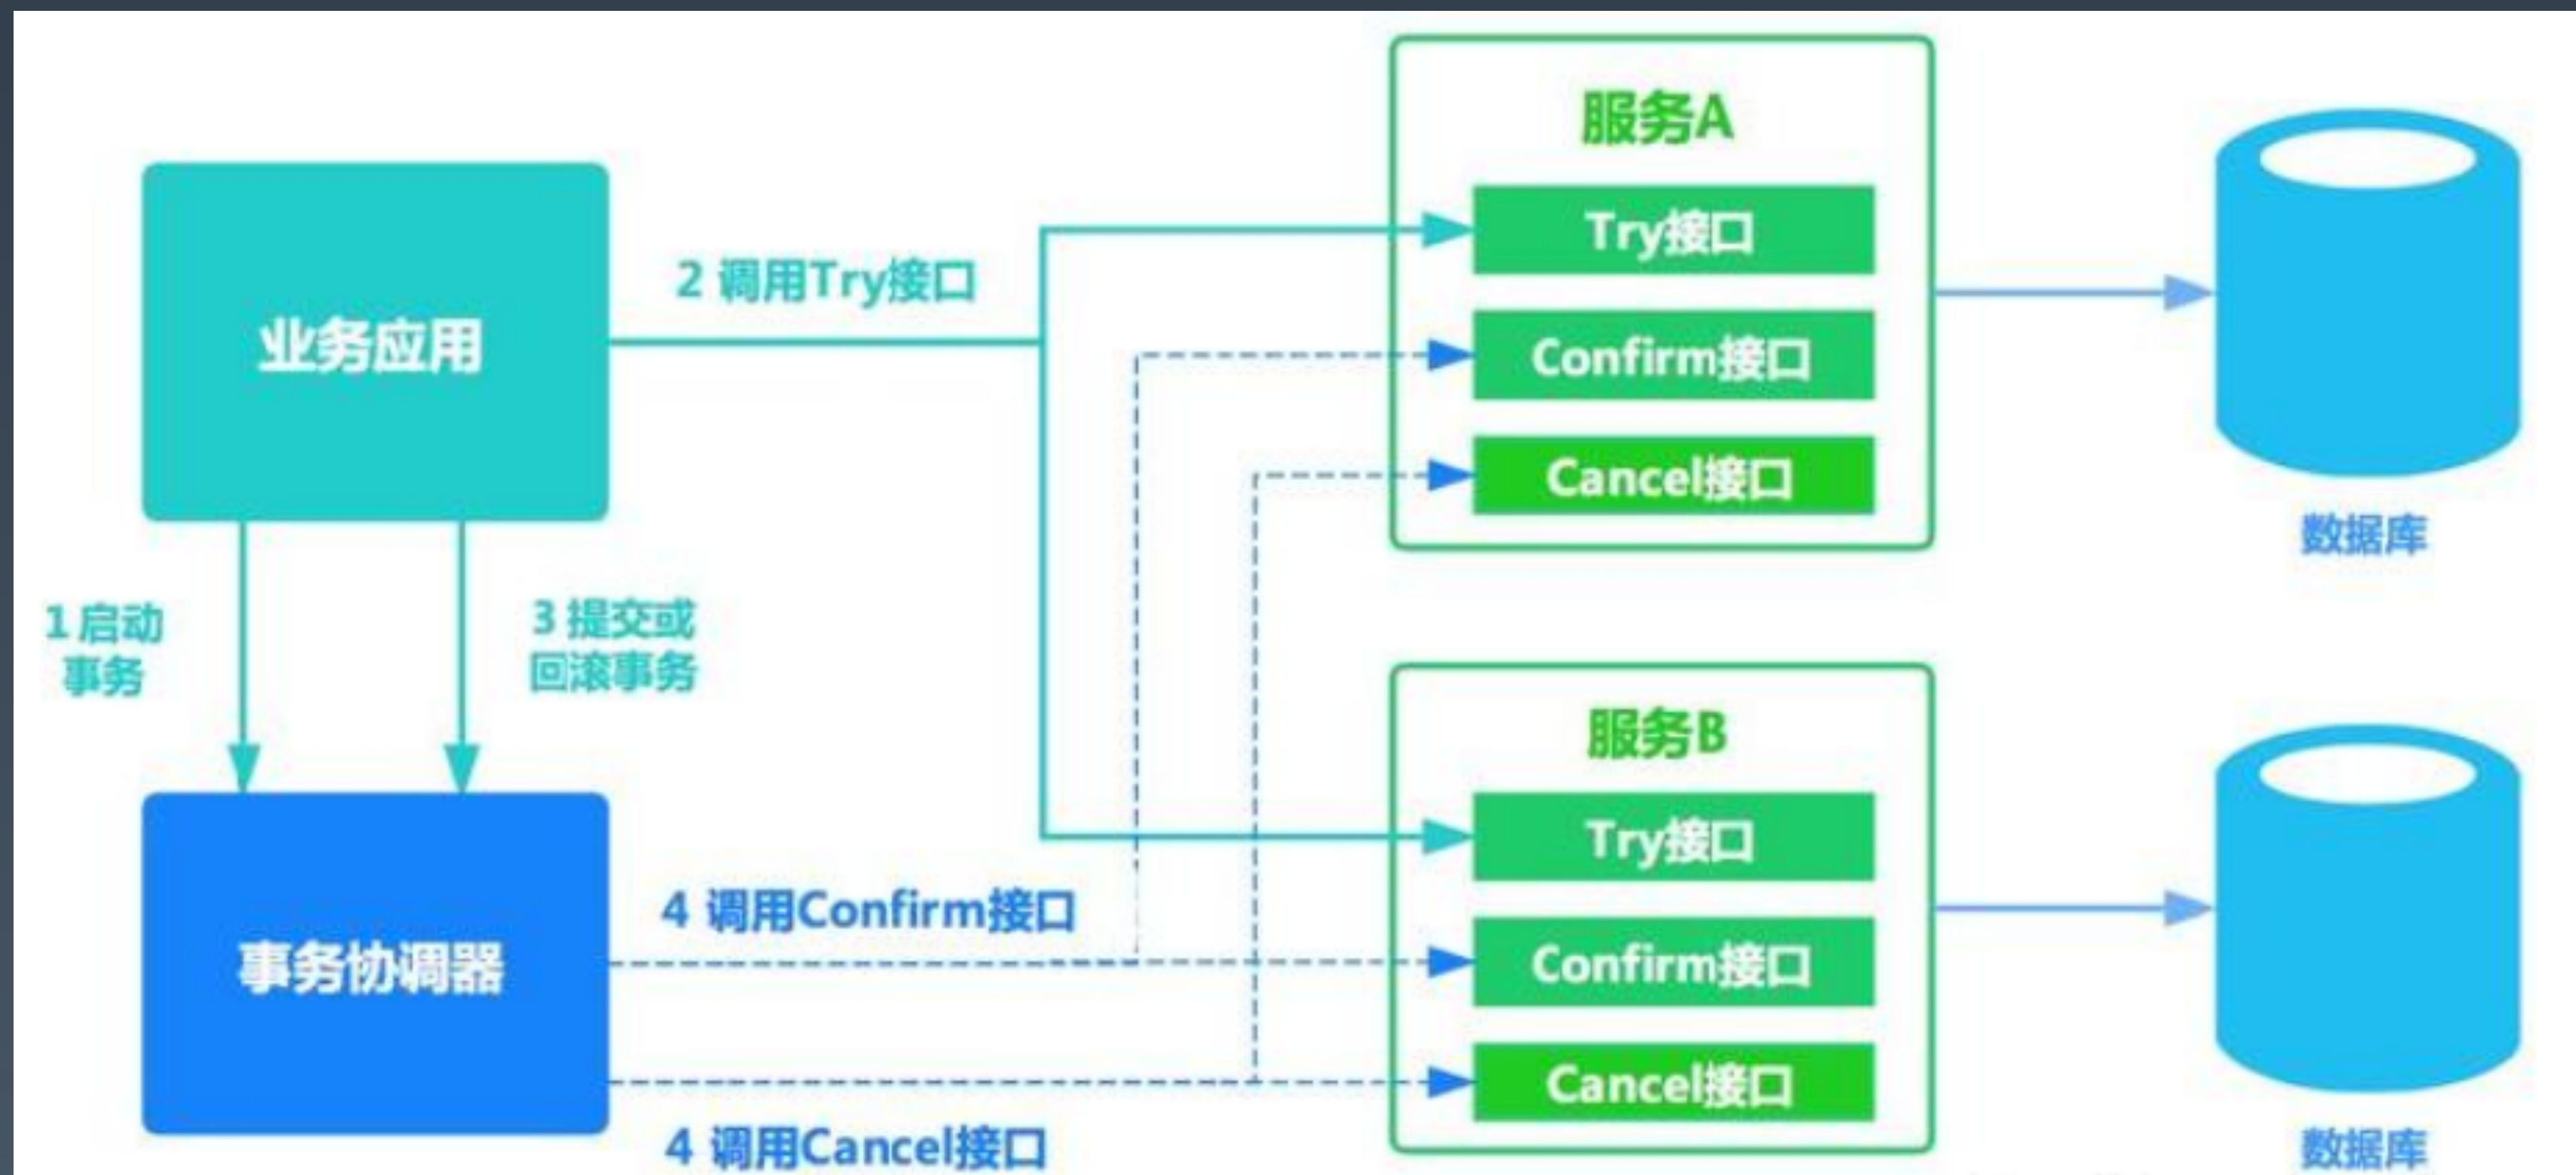 服务A
Try接口
2 调用Try接口
业务应用
Confirm接口
Cancel接口
数据库
1 启动
事务
3 提交或
回滚事务
服务B
Try接口
4 调用Confirm接口
事务协调器
Confirm接口
Cancel接口
4 调用Cancel接口
数据库